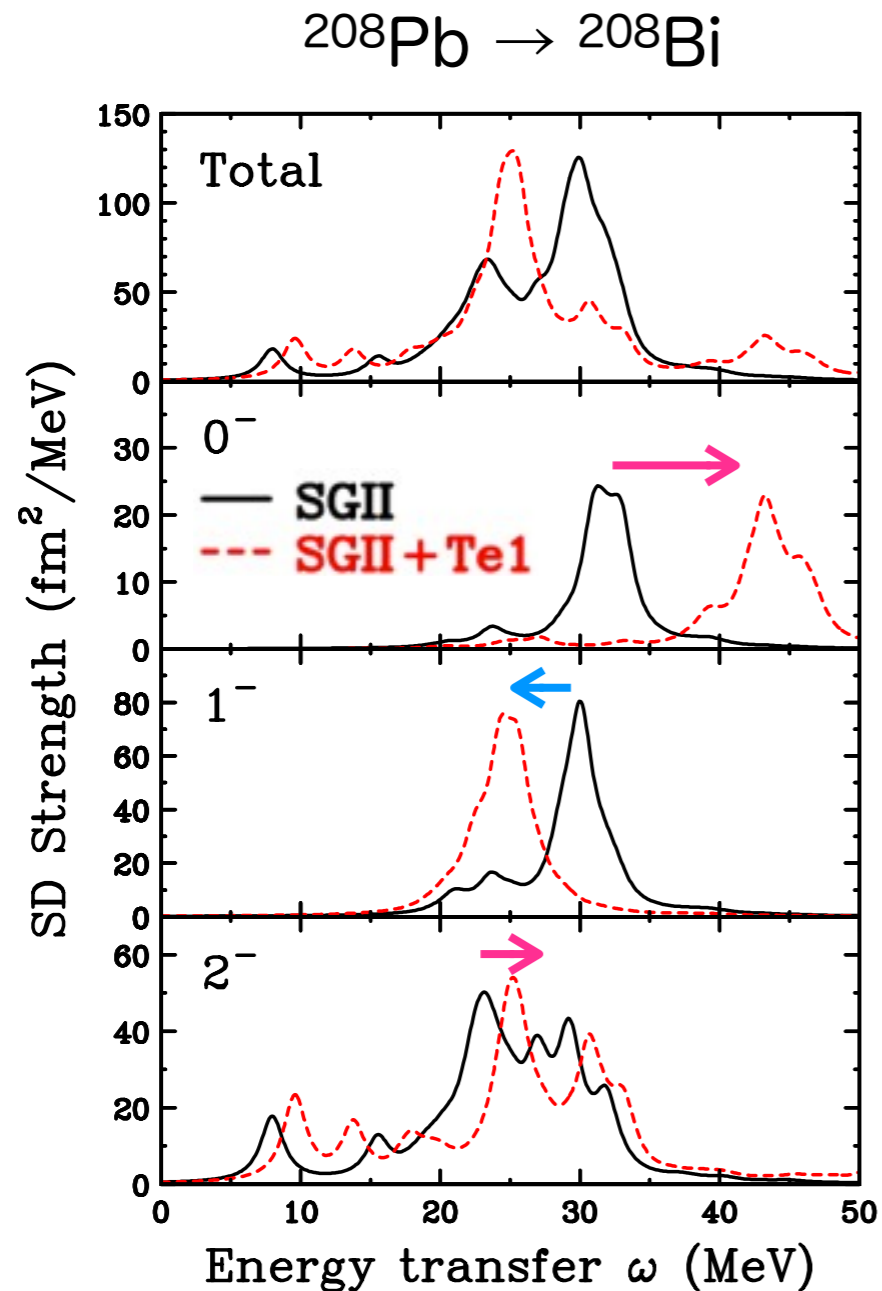 ²⁰⁸Pb → ²⁰⁸Bi
SD Strength (fm²/MeV)
150
100
50
0
Total
30
20
10
0
0⁻
SGII
SGII+Te1
80
60
40
20
0
1⁻
60
40
20
0
2⁻
0 10 20 30 40 50
Energy transfer ω (MeV)